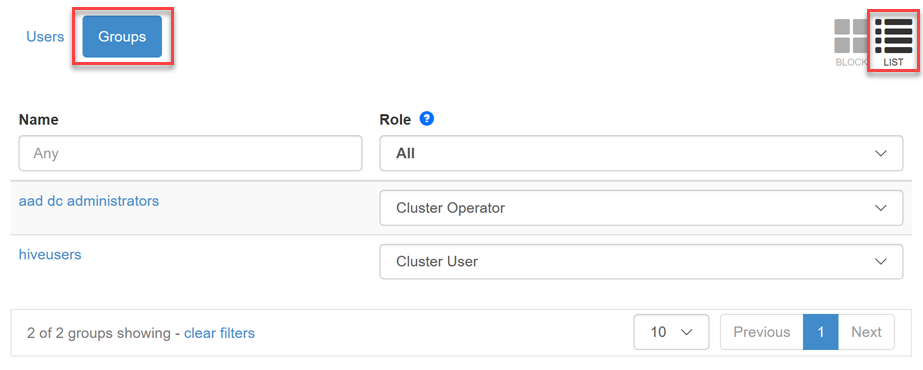 Users Groups
BLOCK LIST
Name Role ?
Any All
aad dc administrators Cluster Operator
hiveusers Cluster User
2 of 2 groups showing - clear filters 10 Previous 1 Next